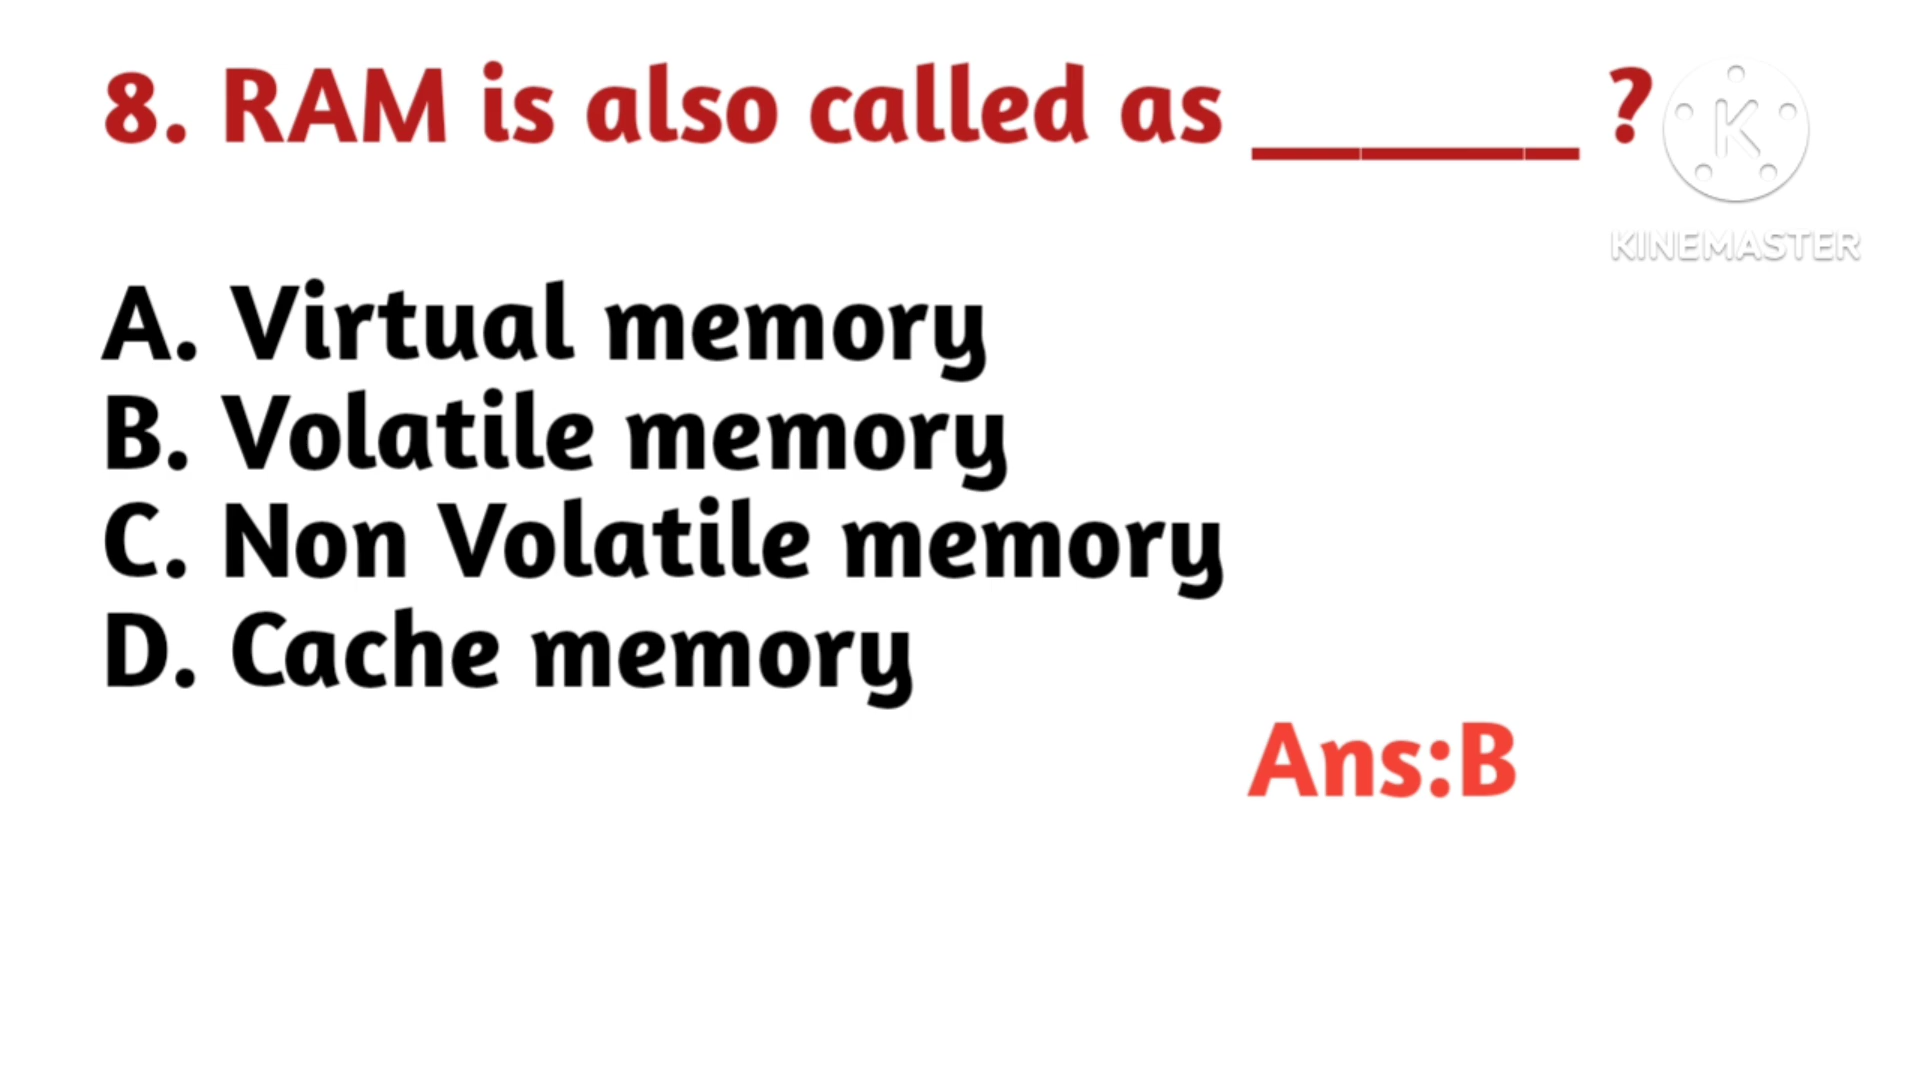 8. RAM is also called as ______ ?
K
KINEMASTER
A. Virtual memory
B. Volatile memory
C. Non Volatile memory
D. Cache memory
Ans:B